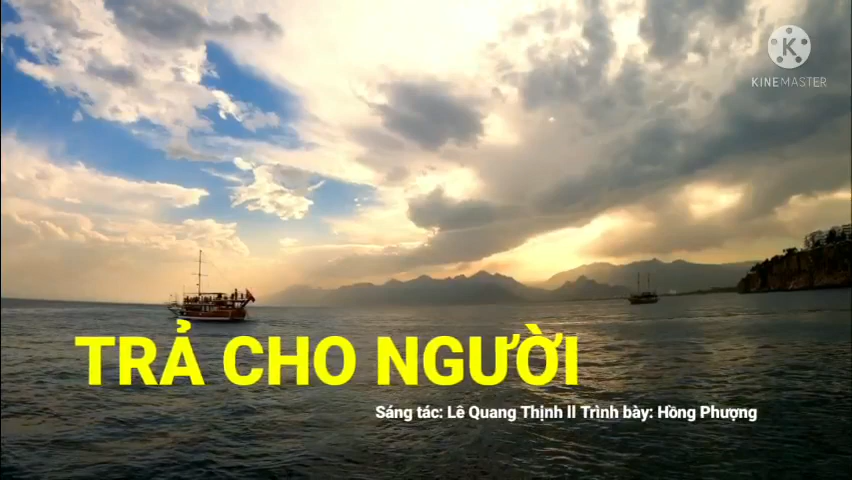 K
KINEMASTER
TRẢ CHO NGƯỜI
Sáng tác: Lê Quang Thịnh ll Trình bày: Hồng Phượng